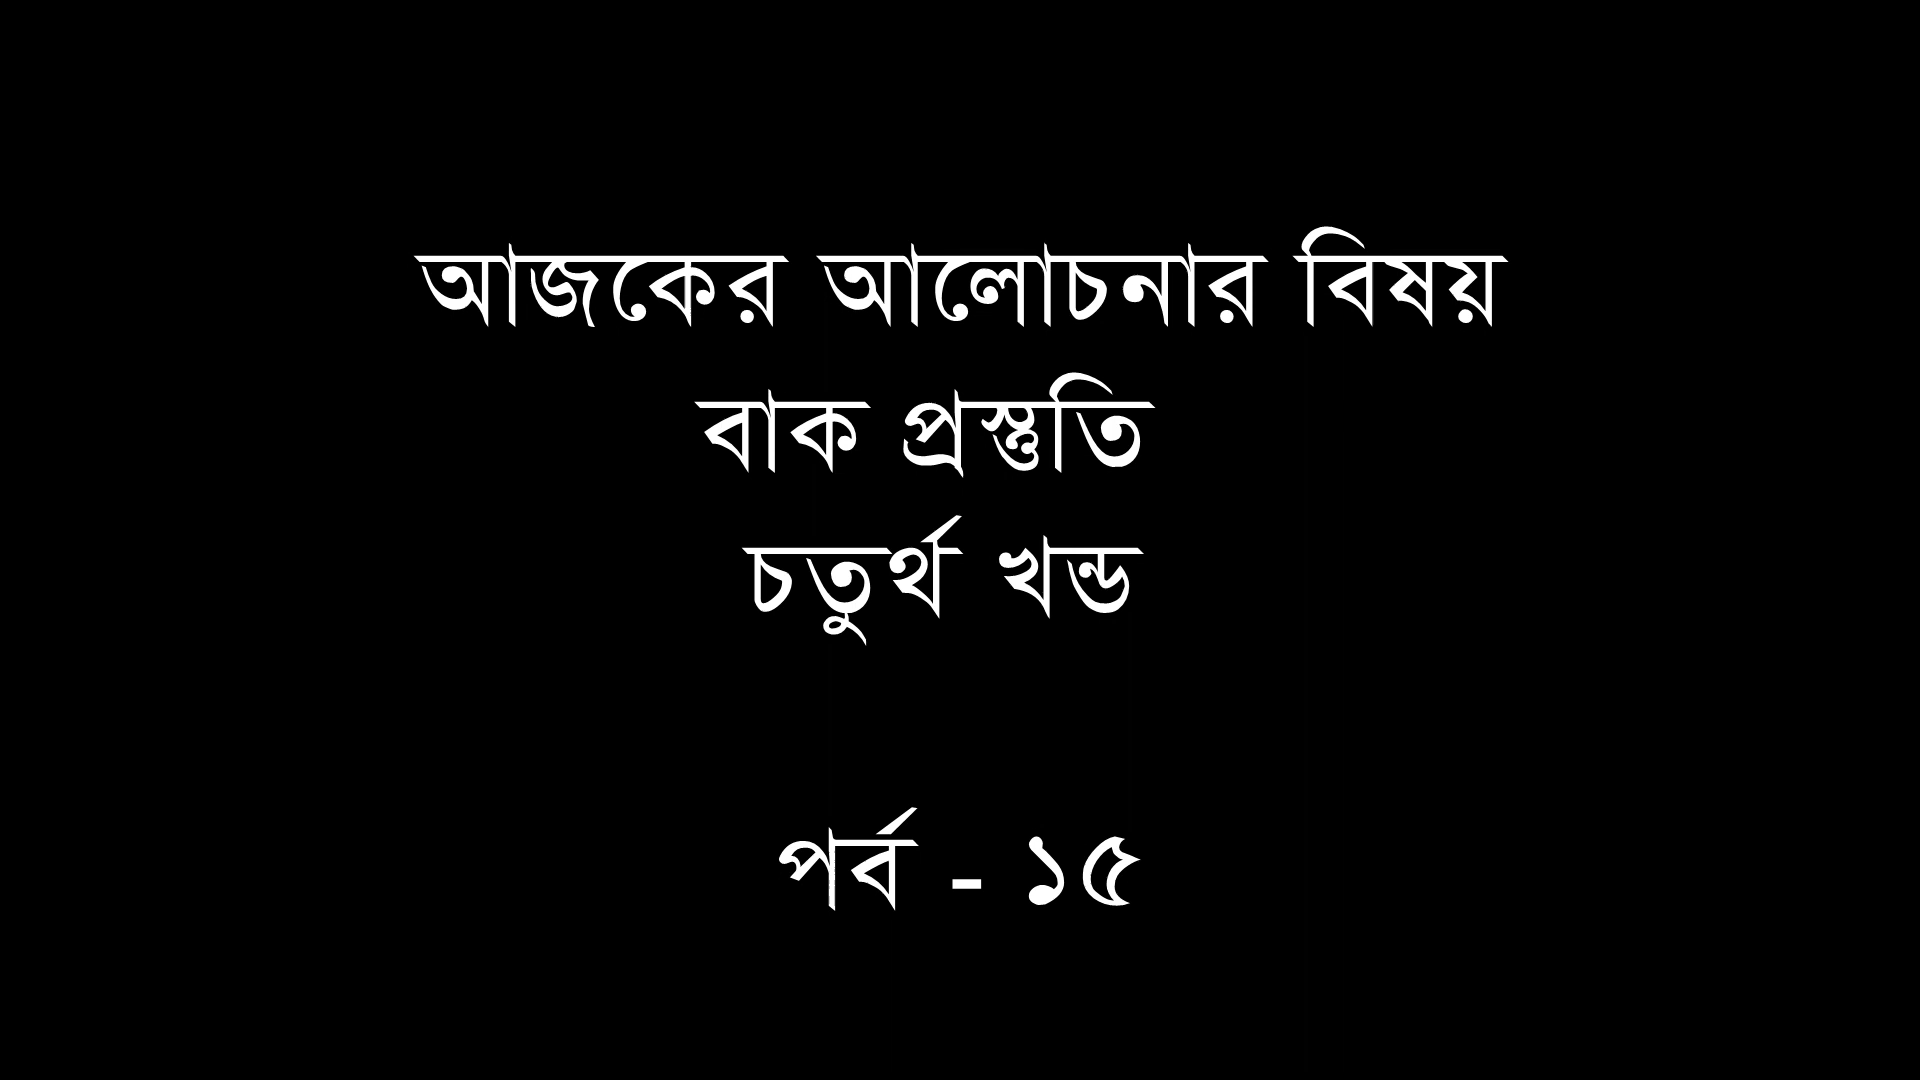 আজকের আলোচনার বিষয়
বাক প্রস্তুতি
চতুর্থ খন্ড
পর্ব - ১৫